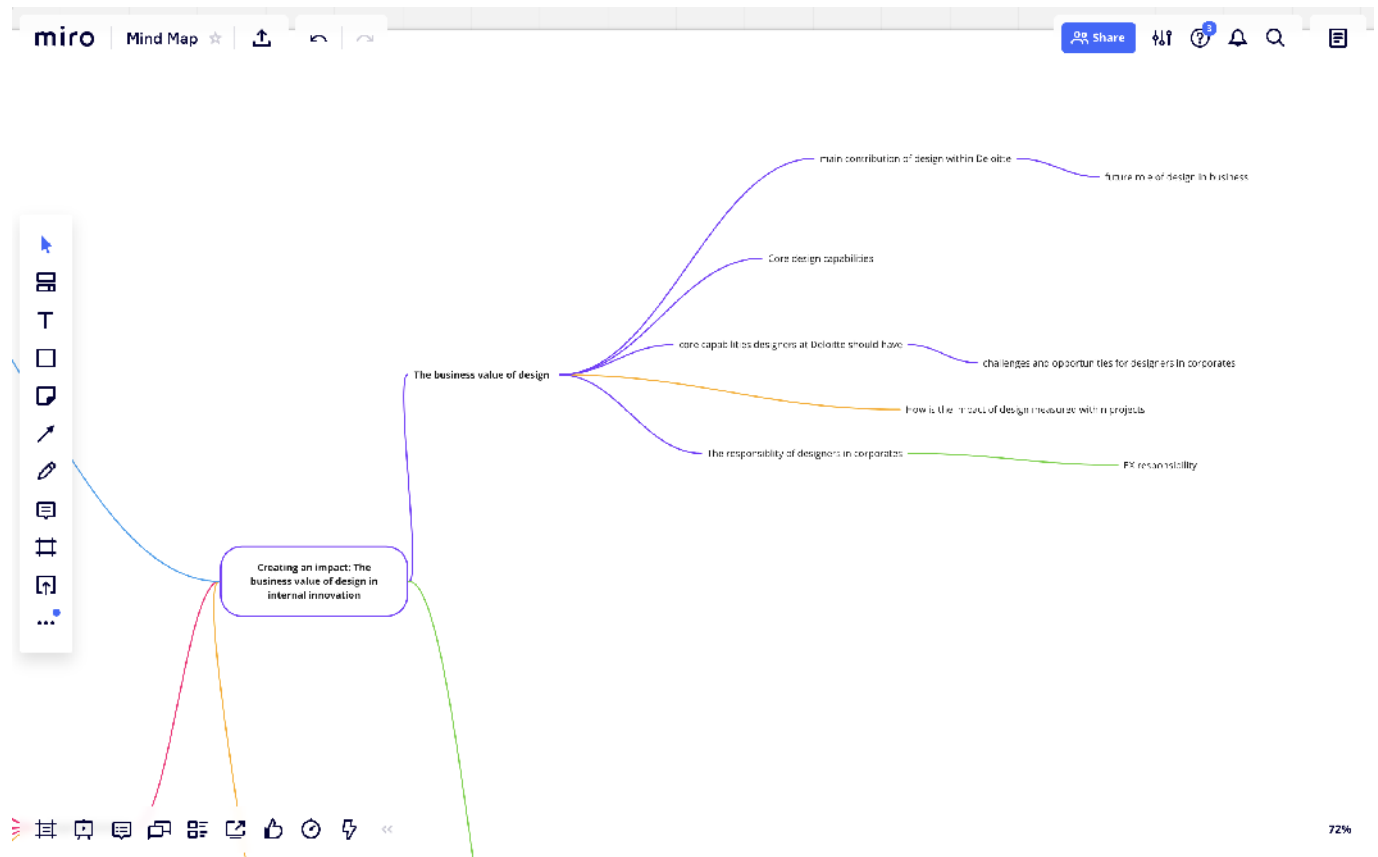 miro
Mind Map
Share
3
main contribution of design within Deloitte
future role of design in business
Core design capabilities
core capabilities designers at Deloitte should have
challenges and opportunities for designers in corporates
The business value of design
How is the impact of design measured within projects
The responsiblity of designers in corporates
EX responsibility
Creating an impact: The
business value of design in
internal innovation
72%